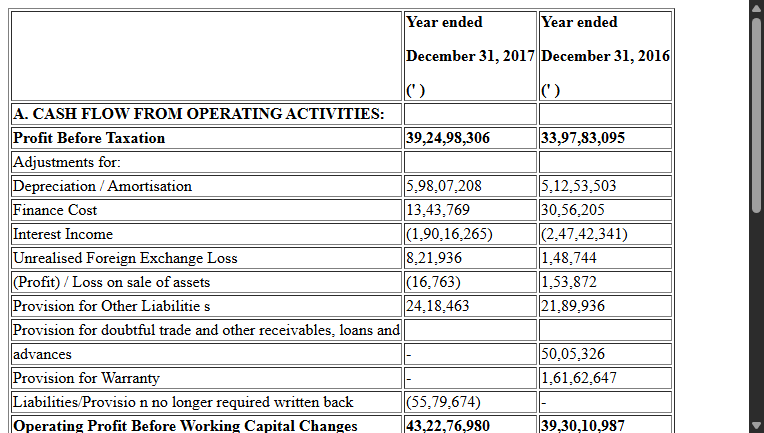 Year ended Year ended
December 31, 2017 December 31, 2016
(' ) (' )
A. CASH FLOW FROM OPERATING ACTIVITIES:
Profit Before Taxation 39,24,98,306 33,97,83,095
Adjustments for:
Depreciation / Amortisation 5,98,07,208 5,12,53,503
Finance Cost 13,43,769 30,56,205
Interest Income (1,90,16,265) (2,47,42,341)
Unrealised Foreign Exchange Loss 8,21,936 1,48,744
(Profit) / Loss on sale of assets (16,763) 1,53,872
Provision for Other Liabilitie s 24,18,463 21,89,936
Provision for doubtful trade and other receivables, loans and
advances - 50,05,326
Provision for Warranty - 1,61,62,647
Liabilities/Provisio n no longer required written back (55,79,674) -
Operating Profit Before Working Capital Changes 43,22,76,980 39,30,10,987